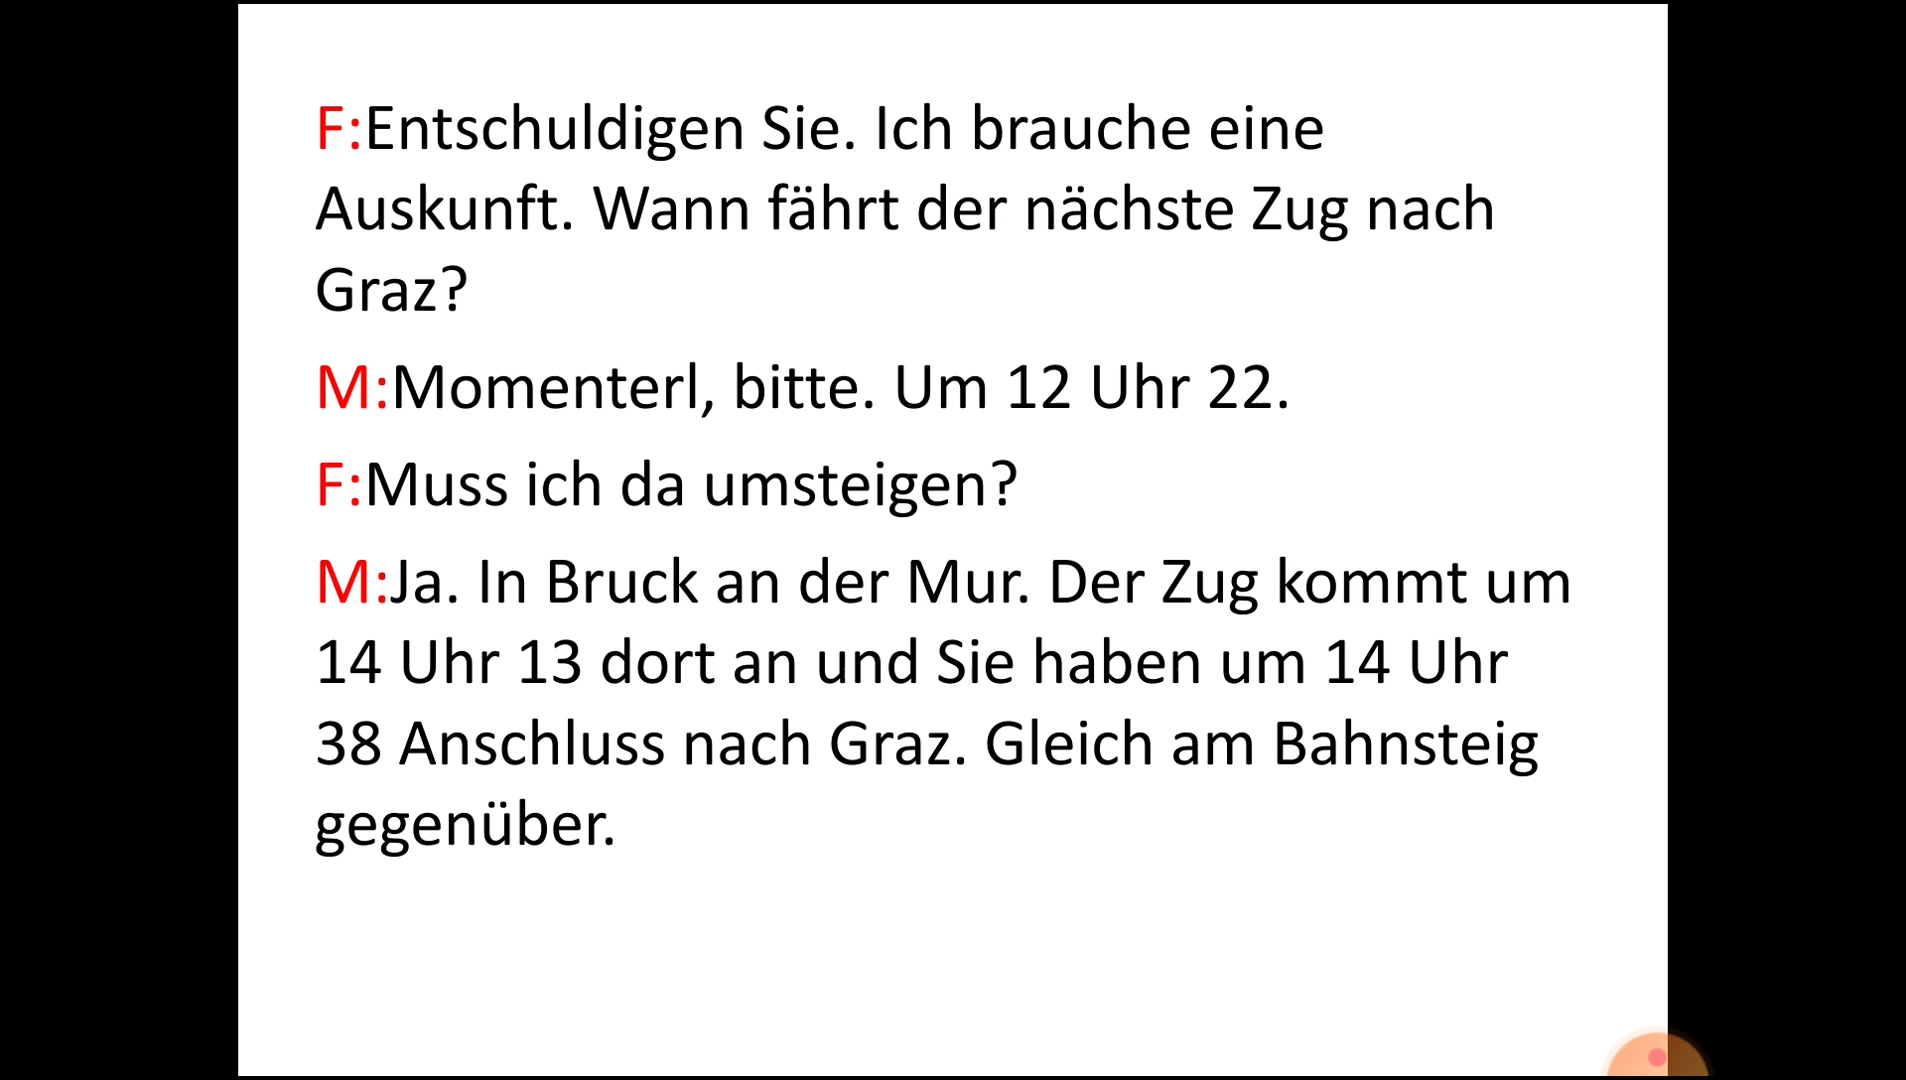 F:Entschuldigen Sie. Ich brauche eine
Auskunft. Wann fährt der nächste Zug nach
Graz?
M:Momenterl, bitte. Um 12 Uhr 22.
F:Muss ich da umsteigen?
M:Ja. In Bruck an der Mur. Der Zug kommt um
14 Uhr 13 dort an und Sie haben um 14 Uhr
38 Anschluss nach Graz. Gleich am Bahnsteig
gegenüber.